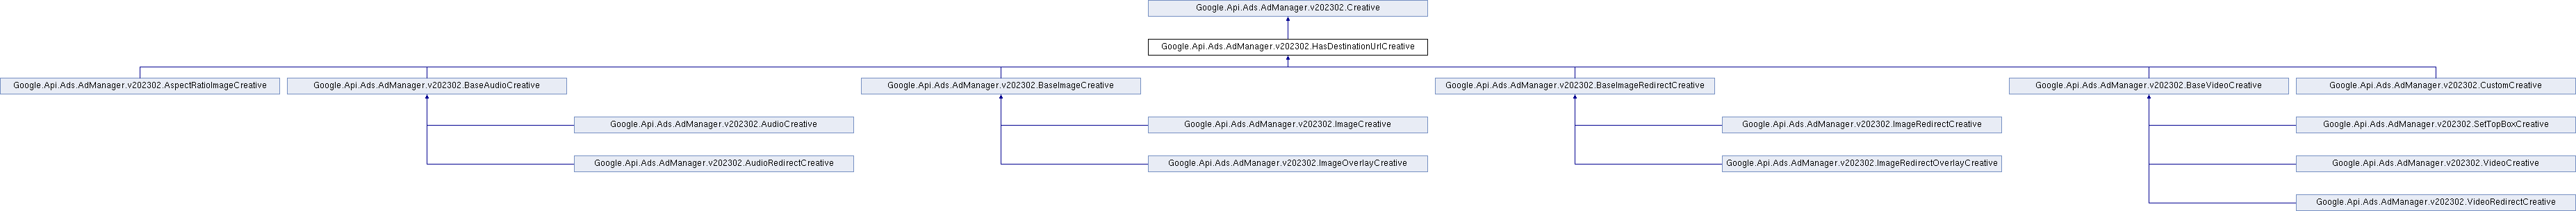 Google.Api.Ads.AdManager.v202302.Creative
Google.Api.Ads.AdManager.v202302.HasDestinationUrlCreative
Google.Api.Ads.AdManager.v202302.AspectRatioImageCreative
Google.Api.Ads.AdManager.v202302.BaseAudioCreative
Google.Api.Ads.AdManager.v202302.BaseImageCreative
Google.Api.Ads.AdManager.v202302.BaseImageRedirectCreative
Google.Api.Ads.AdManager.v202302.BaseVideoCreative
Google.Api.Ads.AdManager.v202302.CustomCreative
Google.Api.Ads.AdManager.v202302.AudioCreative
Google.Api.Ads.AdManager.v202302.ImageCreative
Google.Api.Ads.AdManager.v202302.ImageRedirectCreative
Google.Api.Ads.AdManager.v202302.SetTopBoxCreative
Google.Api.Ads.AdManager.v202302.AudioRedirectCreative
Google.Api.Ads.AdManager.v202302.ImageOverlayCreative
Google.Api.Ads.AdManager.v202302.ImageRedirectOverlayCreative
Google.Api.Ads.AdManager.v202302.VideoCreative
Google.Api.Ads.AdManager.v202302.VideoRedirectCreative